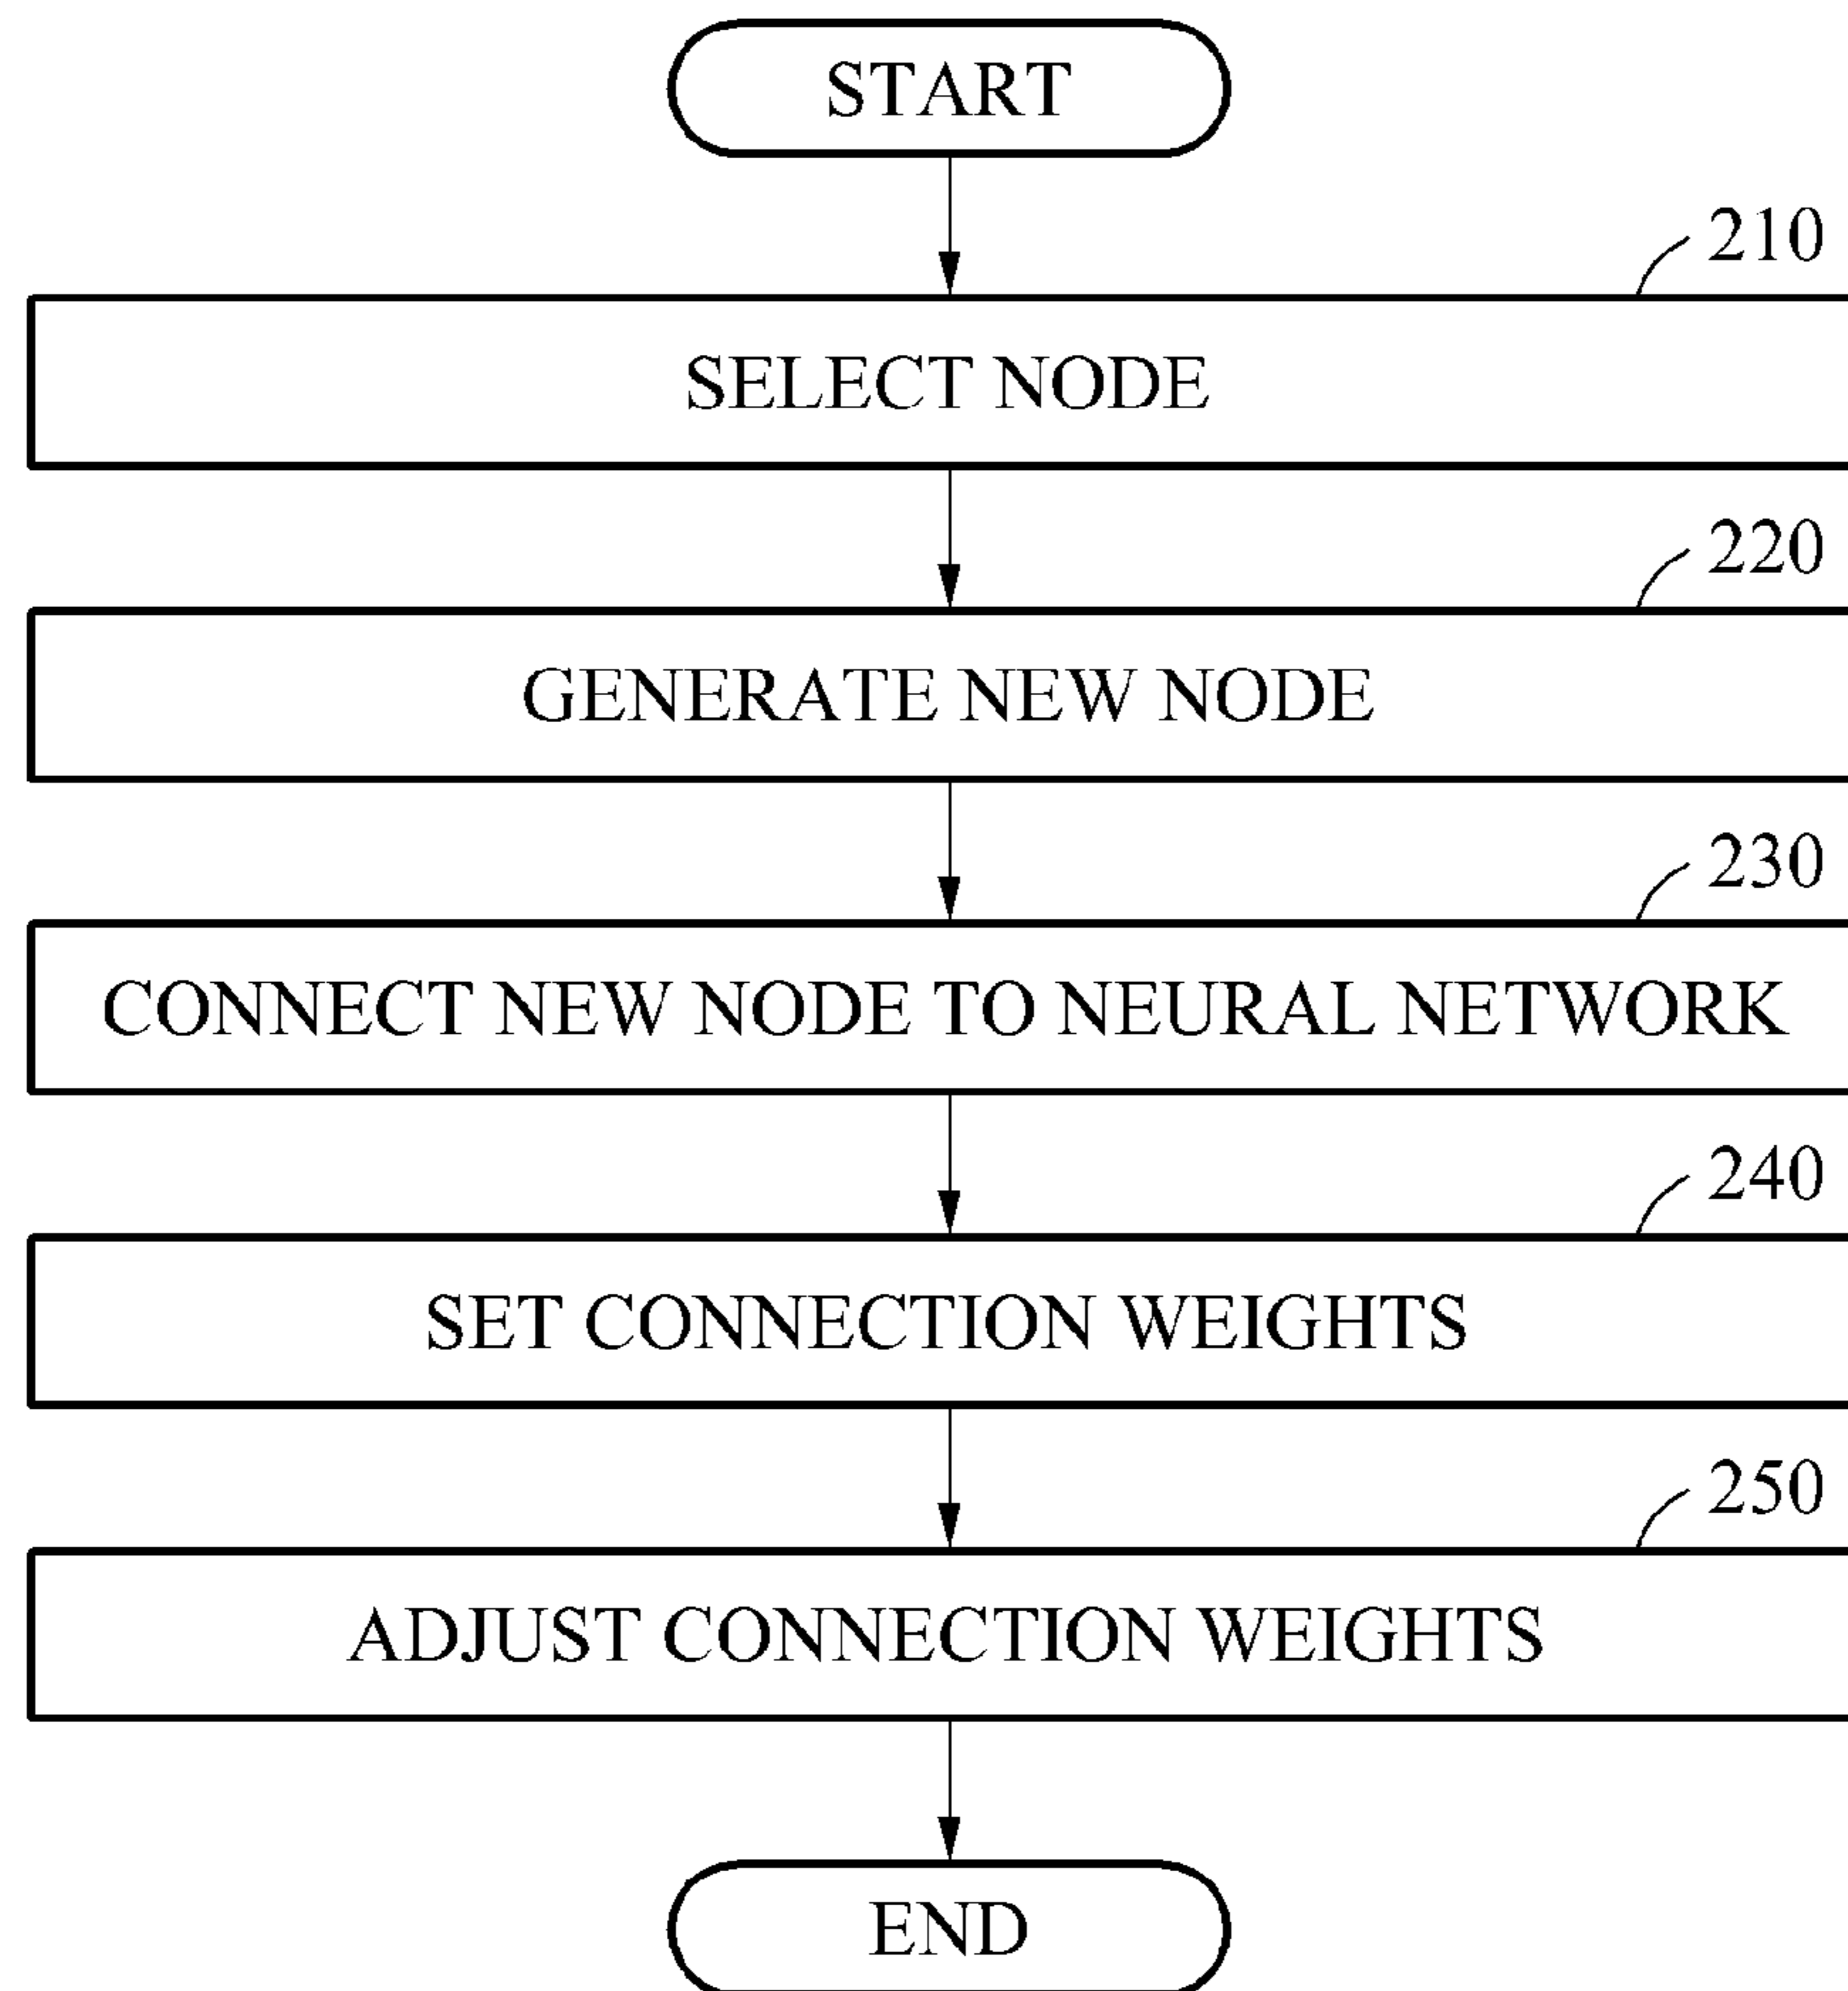 START
210
SELECT NODE
220
GENERATE NEW NODE
230
CONNECT NEW NODE TO NEURAL NETWORK
240
SET CONNECTION WEIGHTS
250
ADJUST CONNECTION WEIGHTS
END